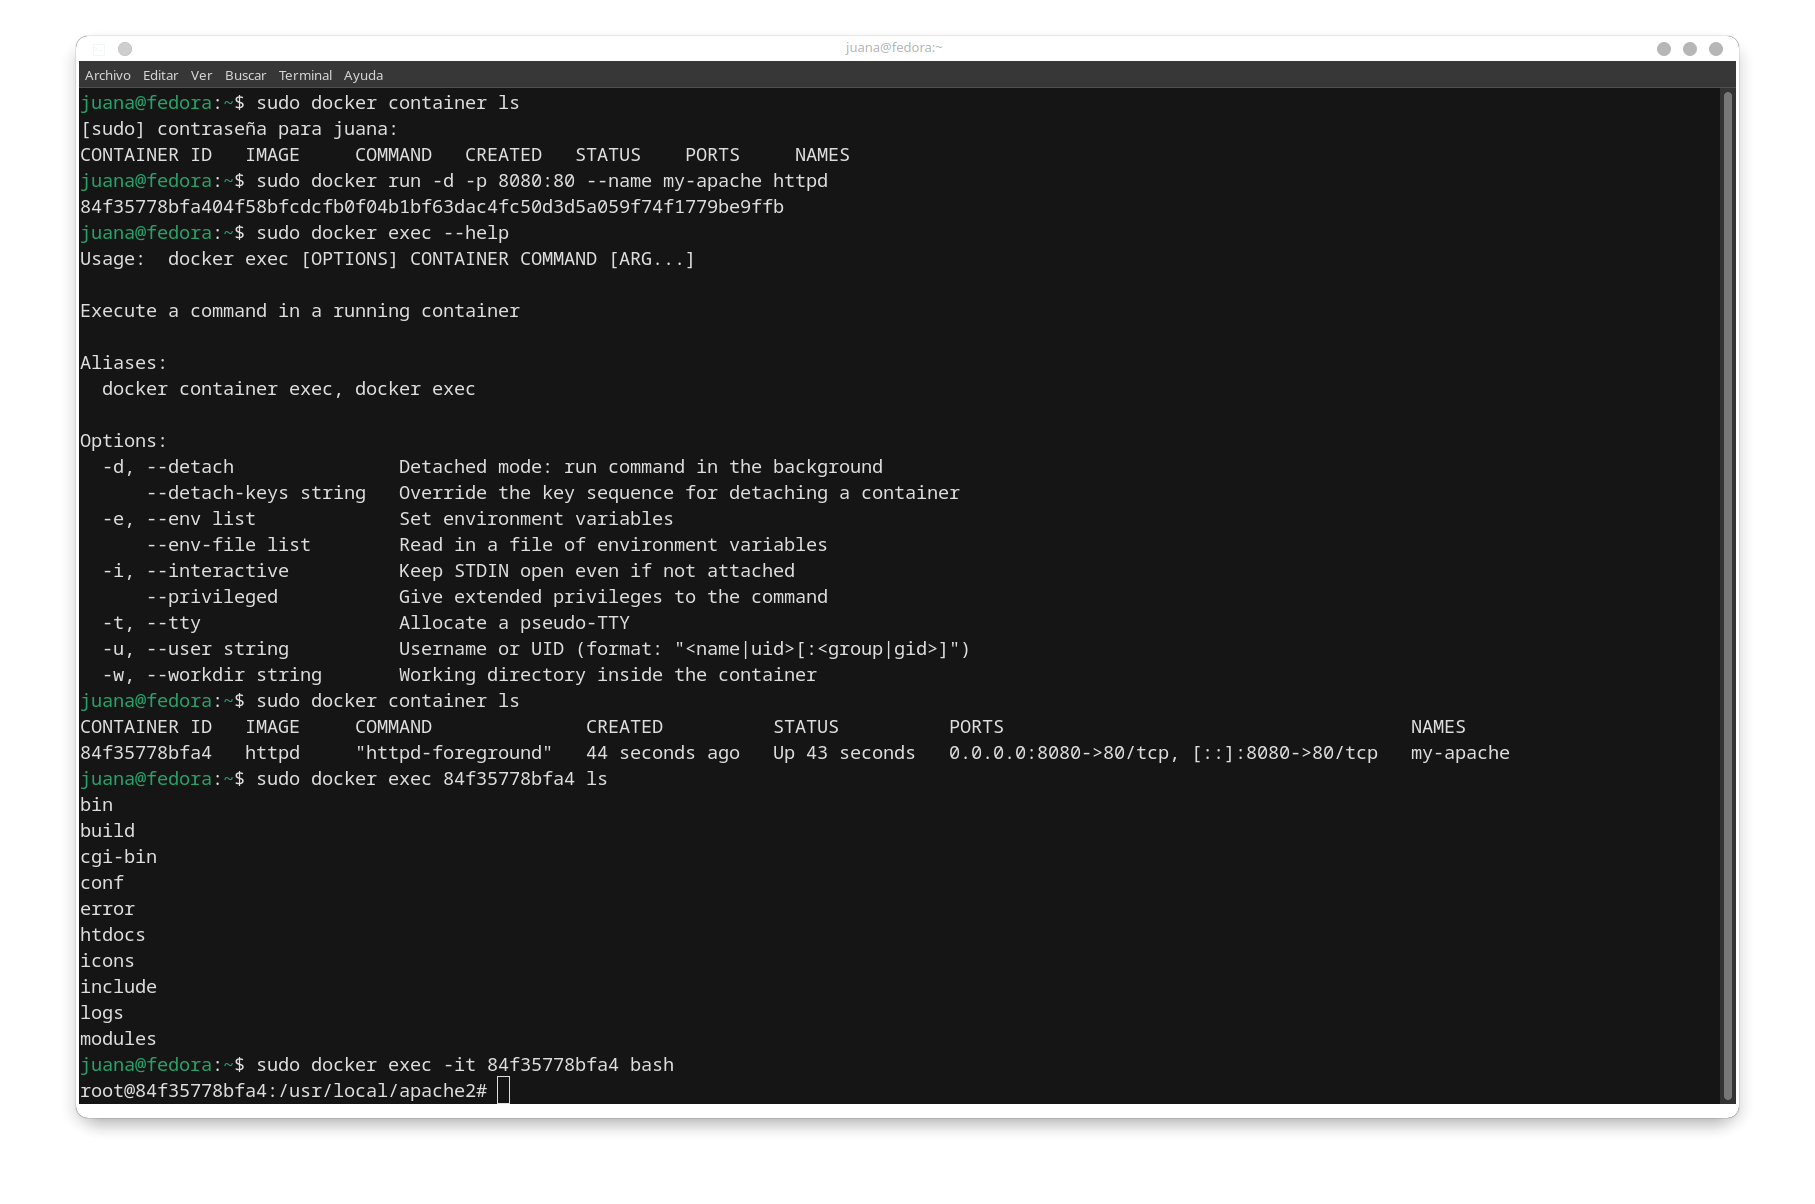 juana@fedora:~
Archivo Editar Ver Buscar Terminal Ayuda
juana@fedora:~$ sudo docker container ls
[sudo] contraseña para juana:
CONTAINER ID   IMAGE     COMMAND   CREATED   STATUS    PORTS     NAMES
juana@fedora:~$ sudo docker run -d -p 8080:80 --name my-apache httpd
84f35778bfa404f58bfcdcfb0f04b1bf63dac4fc50d3d5a059f74f1779be9ffb
juana@fedora:~$ sudo docker exec --help
Usage:  docker exec [OPTIONS] CONTAINER COMMAND [ARG...]

Execute a command in a running container

Aliases:
  docker container exec, docker exec

Options:
  -d, --detach               Detached mode: run command in the background
      --detach-keys string   Override the key sequence for detaching a container
  -e, --env list             Set environment variables
      --env-file list        Read in a file of environment variables
  -i, --interactive          Keep STDIN open even if not attached
      --privileged           Give extended privileges to the command
  -t, --tty                  Allocate a pseudo-TTY
  -u, --user string          Username or UID (format: "<name|uid>[:<group|gid>]")
  -w, --workdir string       Working directory inside the container
juana@fedora:~$ sudo docker container ls
CONTAINER ID   IMAGE     COMMAND              CREATED          STATUS          PORTS                                     NAMES
84f35778bfa4   httpd     "httpd-foreground"   44 seconds ago   Up 43 seconds   0.0.0.0:8080->80/tcp, [::]:8080->80/tcp   my-apache
juana@fedora:~$ sudo docker exec 84f35778bfa4 ls
bin
build
cgi-bin
conf
error
htdocs
icons
include
logs
modules
juana@fedora:~$ sudo docker exec -it 84f35778bfa4 bash
root@84f35778bfa4:/usr/local/apache2#